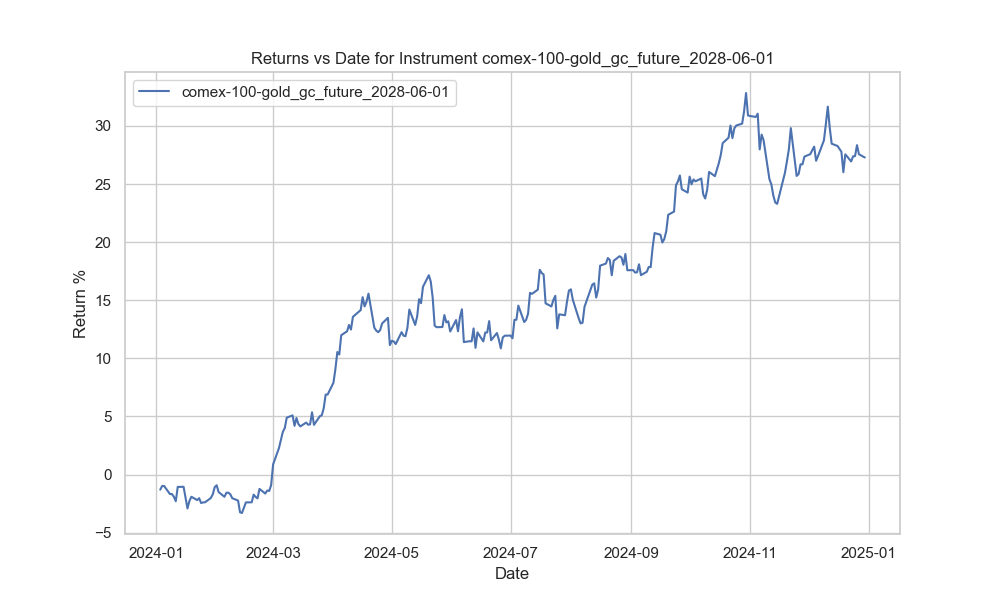 Returns vs Date for Instrument comex-100-gold_gc_future_2028-06-01
comex-100-gold_gc_future_2028-06-01
Return %
30
25
20
15
10
5
0
−5
2024-01 2024-03 2024-05 2024-07 2024-09 2024-11 2025-01
Date